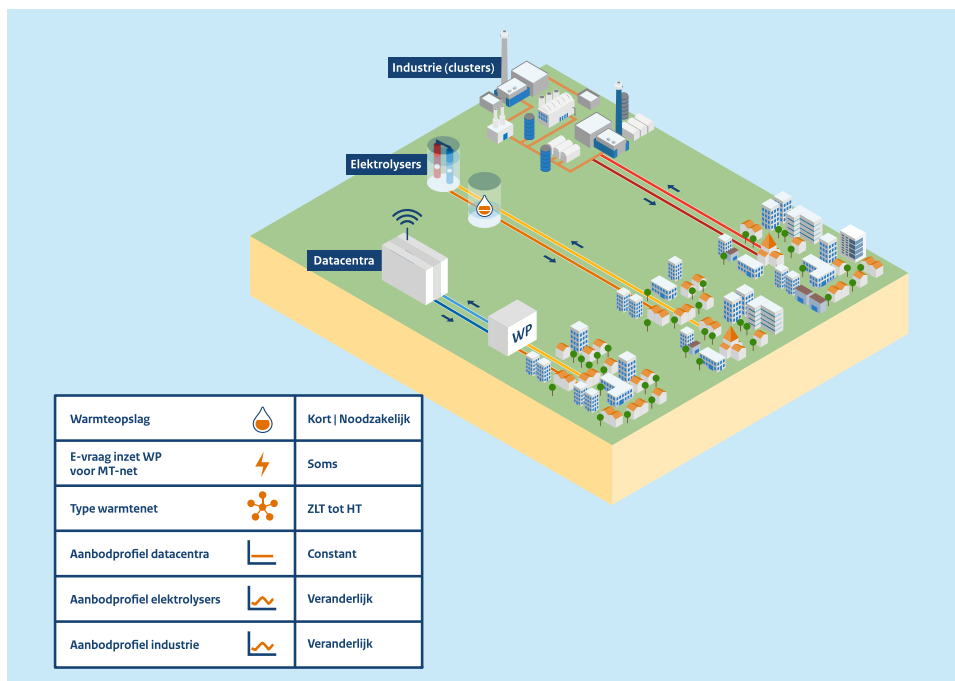 Industrie (clusters)
Elektrolysers
Datacentra
WP
Warmteopslag
Kort | Noodzakelijk
E-vraag inzet WP
voor MT-net
Soms
Type warmtenet
ZLT tot HT
Aanbodprofiel datacentra
Constant
Aanbodprofiel elektrolysers
Veranderlijk
Aanbodprofiel industrie
Veranderlijk